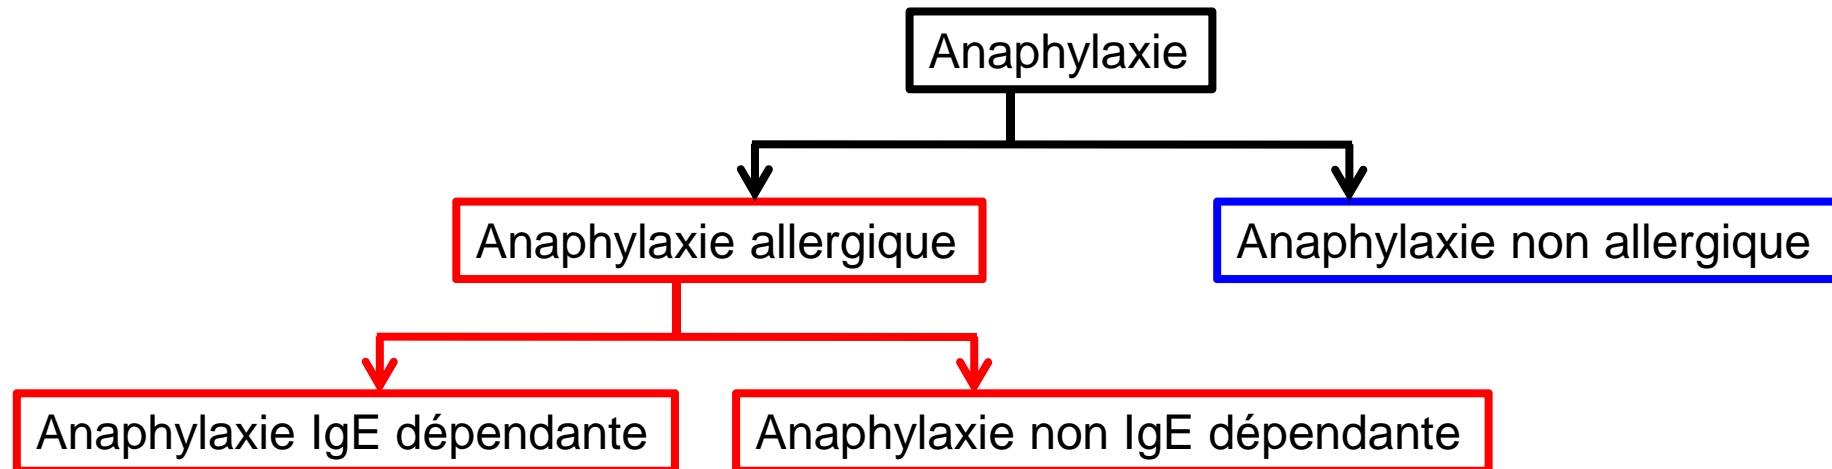 Anaphylaxie
Anaphylaxie allergique
Anaphylaxie non allergique
Anaphylaxie IgE dépendante
Anaphylaxie non IgE dépendante